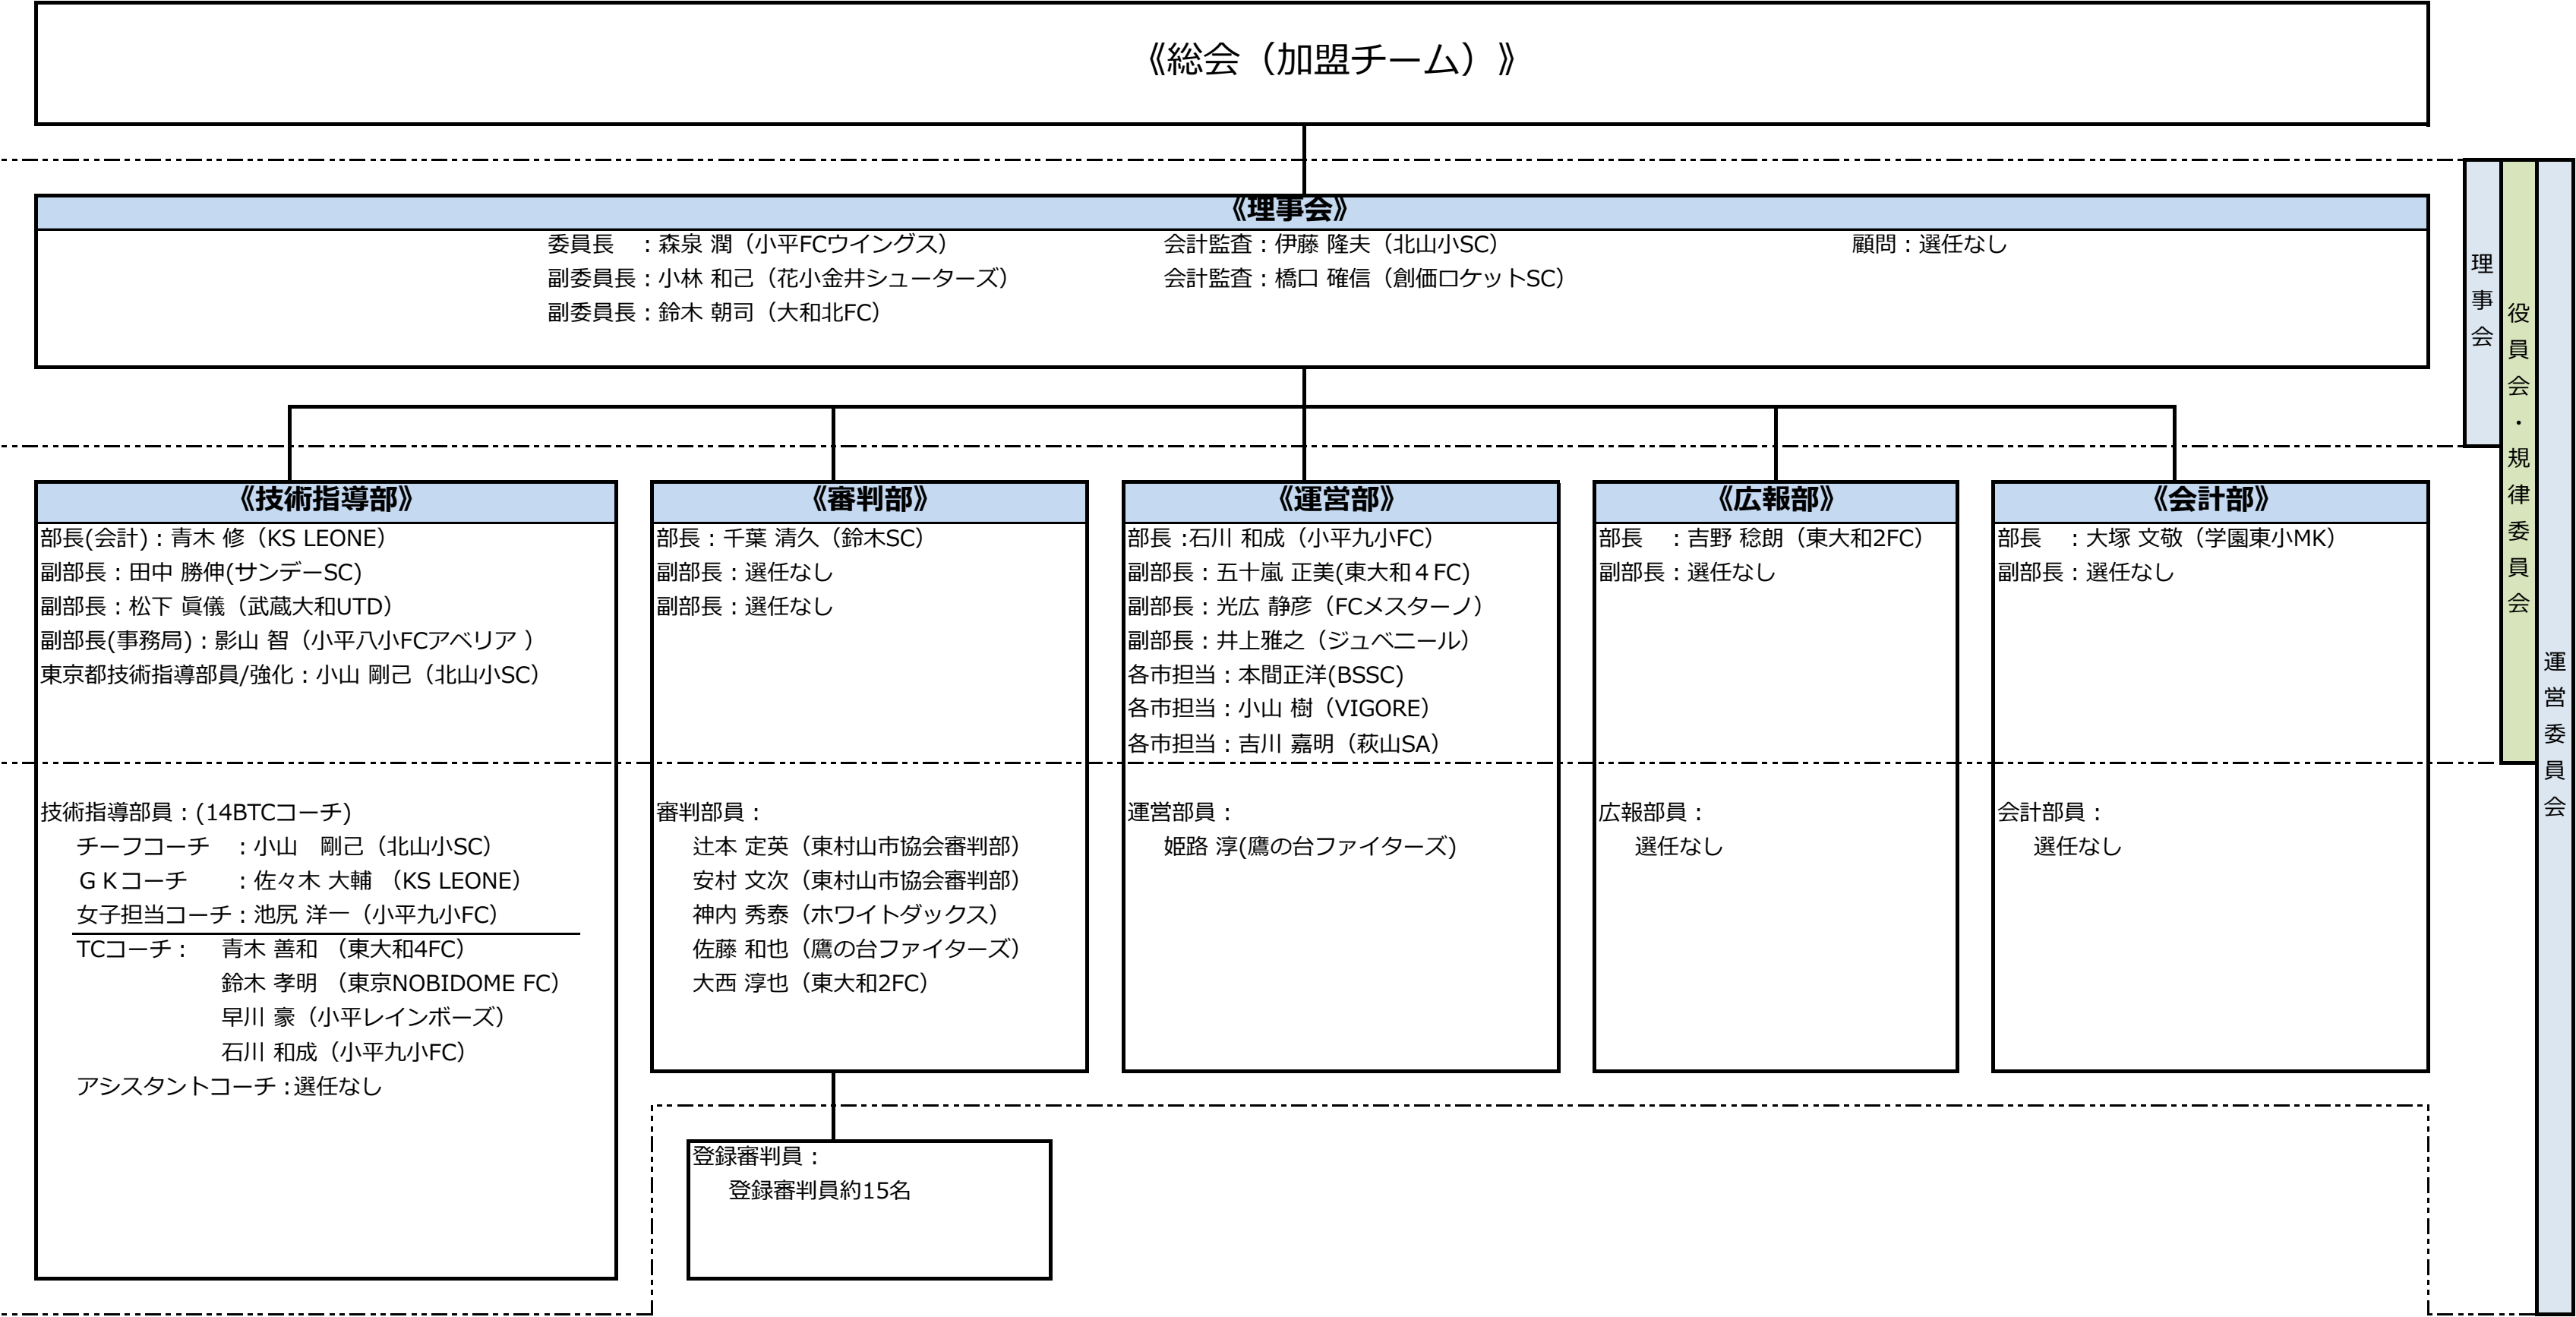 《総会（加盟チーム）》
《理事会》
委員長　：森泉 潤（小平FCウイングス）
副委員長：小林 和己（花小金井シューターズ）
副委員長：鈴木 朝司（大和北FC）
会計監査：伊藤 隆夫（北山小SC）
会計監査：橋口 確信（創価ロケットSC）
顧問：選任なし
理事会
役員会・規律委員会
運営委員会
《技術指導部》
部長(会計)：青木 修（KS LEONE）
副部長：田中 勝伸(サンデーSC)
副部長：松下 眞儀（武蔵大和UTD）
副部長(事務局)：影山 智（小平八小FCアベリア ）
東京都技術指導部員/強化：小山 剛己（北山小SC）
技術指導部員：(14BTCコーチ)
チーフコーチ　：小山　剛己（北山小SC）
ＧＫコーチ　　：佐々木 大輔 （KS LEONE）
女子担当コーチ：池尻 洋一（小平九小FC）
TCコーチ：　青木 善和 （東大和4FC）
鈴木 孝明 （東京NOBIDOME FC）
早川 豪（小平レインボーズ）
石川 和成（小平九小FC）
アシスタントコーチ：選任なし
《審判部》
部長：千葉 清久（鈴木SC）
副部長：選任なし
副部長：選任なし
審判部員：
辻本 定英（東村山市協会審判部）
安村 文次（東村山市協会審判部）
神内 秀泰（ホワイトダックス）
佐藤 和也（鷹の台ファイターズ）
大西 淳也（東大和2FC）
登録審判員：
登録審判員約15名
《運営部》
部長：石川 和成（小平九小FC）
副部長：五十嵐 正美(東大和４FC)
副部長：光広 静彦（FCメスターノ）
副部長：井上雅之（ジュベニール）
各市担当：本間正洋(BSSC)
各市担当：小山 樹（VIGORE）
各市担当：吉川 嘉明（萩山SA）
運営部員：
姫路 淳(鷹の台ファイターズ)
《広報部》
部長　：吉野 稔朗（東大和2FC）
副部長：選任なし
広報部員：
選任なし
《会計部》
部長　：大塚 文敬（学園東小MK）
副部長：選任なし
会計部員：
選任なし